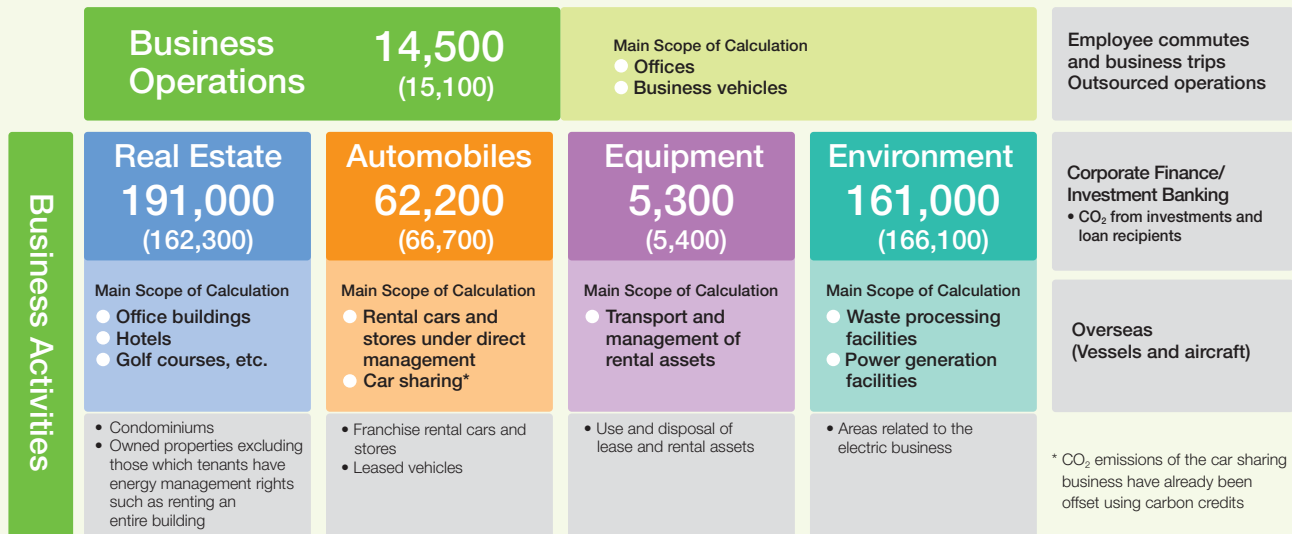 Business
Operations
14,500
(15,100)
Main Scope of Calculation
Offices
Business vehicles
Employee commutes
and business trips
Outsourced operations
Business Activities
Real Estate
191,000
(162,300)
Main Scope of Calculation
Office buildings
Hotels
Golf courses, etc.
• Condominiums
• Owned properties excluding
those which tenants have
energy management rights
such as renting an
entire building
Automobiles
62,200
(66,700)
Main Scope of Calculation
Rental cars and
stores under direct
management
Car sharing*
• Franchise rental cars and
stores
• Leased vehicles
Equipment
5,300
(5,400)
Main Scope of Calculation
Transport and
management of
rental assets
• Use and disposal of
lease and rental assets
Environment
161,000
(166,100)
Main Scope of Calculation
Waste processing
facilities
Power generation
facilities
• Areas related to the
electric business
Corporate Finance/
Investment Banking
• CO₂ from investments and
loan recipients
Overseas
(Vessels and aircraft)
* CO₂ emissions of the car sharing
business have already been
offset using carbon credits